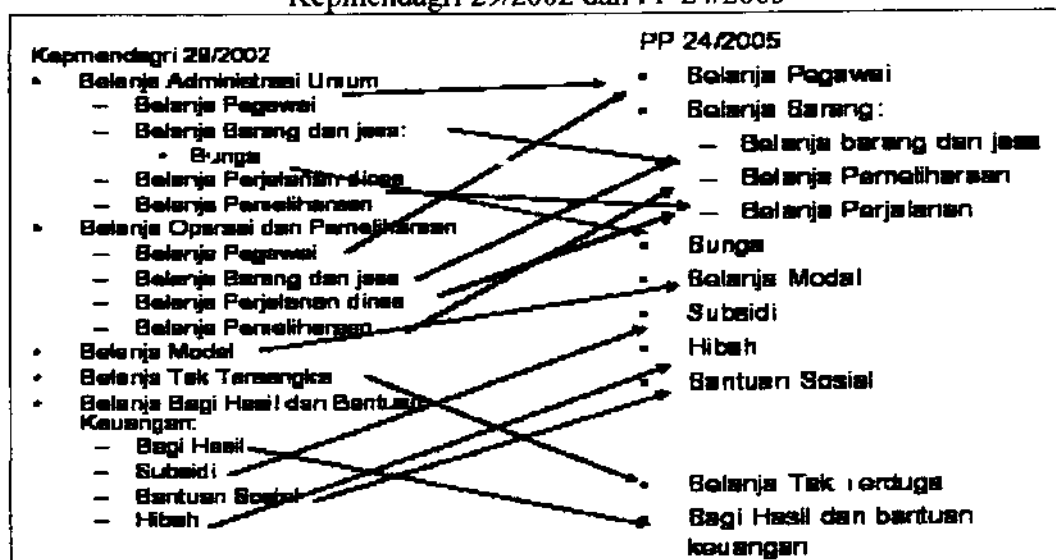 Kepmendagri 29/2002 dan PP 24/2005
Kepmendagri 29/2002
• Belanja Administrasi Umum
– Belanja Pegawai
– Belanja Barang dan jasa:
• Bunga
– Belanja Perjalanan dinas
– Belanja Pemeliharaan
• Belanja Operasi dan Pemeliharaan
– Belanja Pegawai
– Belanja Barang dan jasa
– Belanja Perjalanan dinas
– Belanja Pemeliharaan
• Belanja Modal
• Belanja Tak Tersangka
• Belanja Bagi Hasil dan Bantuan
Keuangan:
– Bagi Hasil
– Subsidi
– Bantuan Sosial
– Hibah
PP 24/2005
• Belanja Pegawai
• Belanja Barang:
– Belanja barang dan jasa
– Belanja Pemeliharaan
– Belanja Perjalanan
• Bunga
• Belanja Modal
• Subsidi
• Hibah
• Bantuan Sosial
• Belanja Tak Terduga
• Bagi Hasil dan bantuan
keuangan